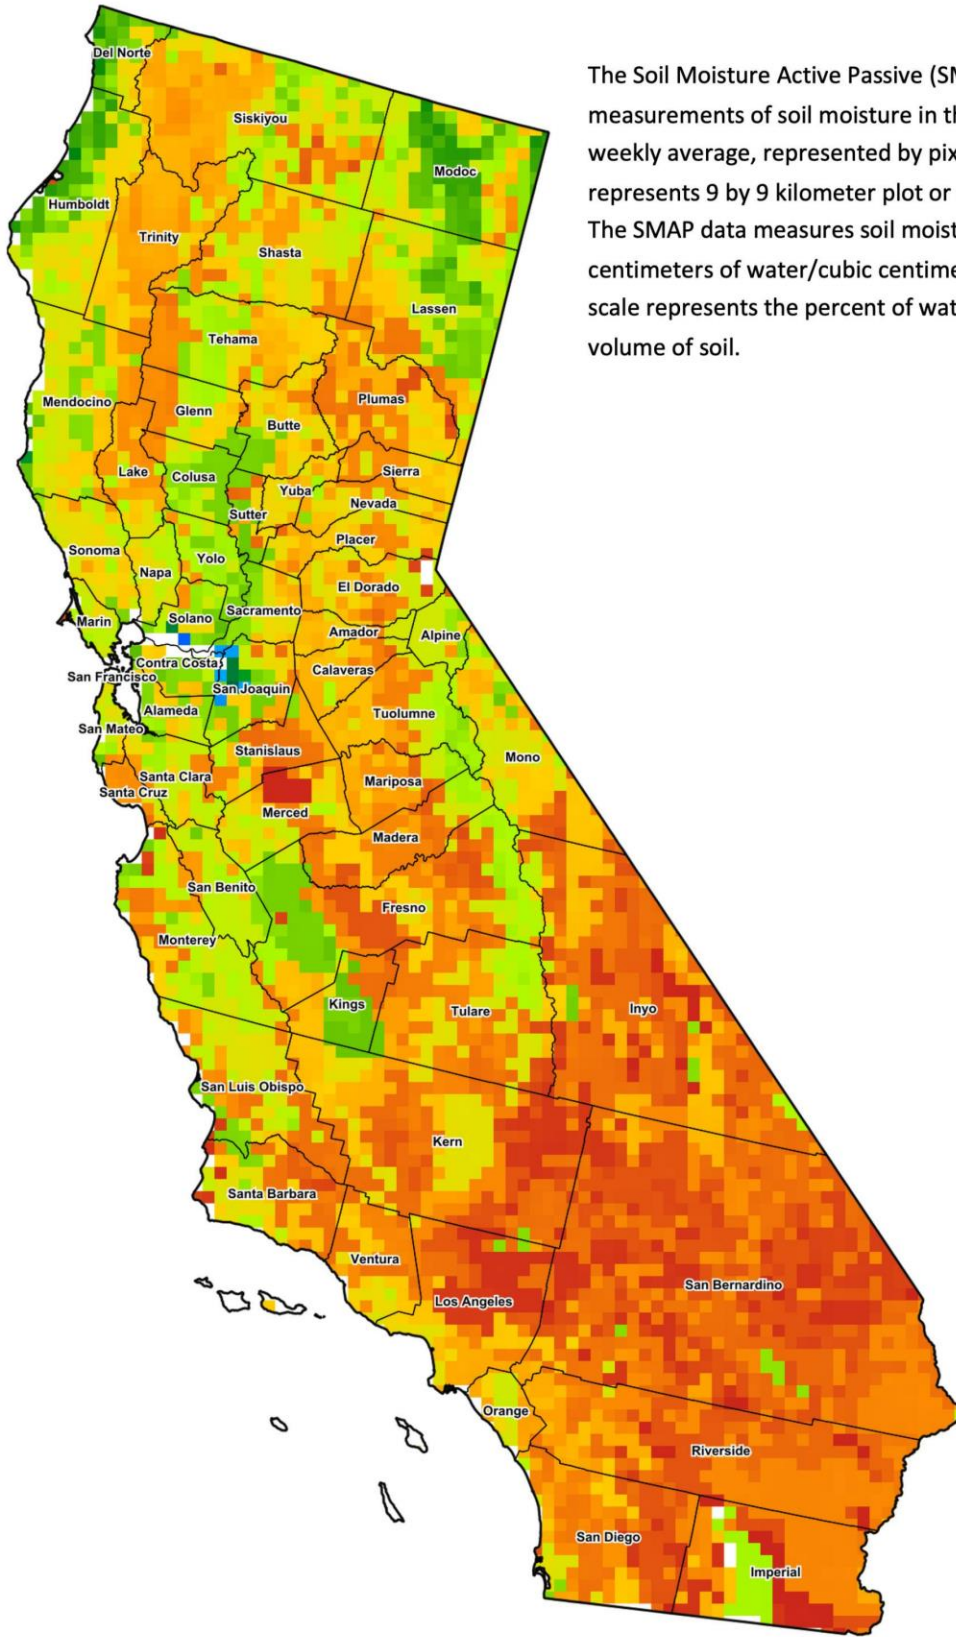 The Soil Moisture Active Passive (SM
measurements of soil moisture in th
weekly average, represented by pix
represents 9 by 9 kilometer plot or
The SMAP data measures soil moist
centimeters of water/cubic centime
scale represents the percent of wat
volume of soil.
Del Norte
Siskiyou
Modoc
Humboldt
Trinity
Shasta
Lassen
Tehama
Plumas
Mendocino
Glenn
Butte
Lake
Colusa
Sierra
Yuba
Nevada
Sutter
Placer
Sonoma
Yolo
Napa
El Dorado
Sacramento
Marin
Solano
Amador
Alpine
Contra Costa
Calaveras
San Francisco
San Joaquin
Alameda
Tuolumne
San Mateo
Stanislaus
Mono
Santa Clara
Mariposa
Santa Cruz
Merced
Madera
San Benito
Fresno
Monterey
Kings
Tulare
Inyo
San Luis Obispo
Kern
Santa Barbara
Ventura
San Bernardino
Los Angeles
Orange
Riverside
San Diego
Imperial